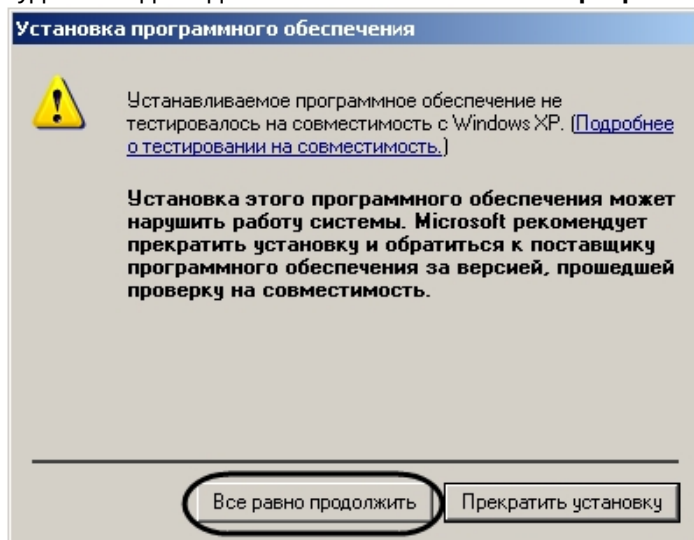 Установка программного обеспечения
Устанавливаемое программное обеспечение не
тестировалось на совместимость с Windows XP. (Подробнее
о тестировании на совместимость.)
Установка этого программного обеспечения может
нарушить работу системы. Microsoft рекомендует
прекратить установку и обратиться к поставщику
программного обеспечения за версией, прошедшей
проверку на совместимость.
Все равно продолжить
Прекратить установку